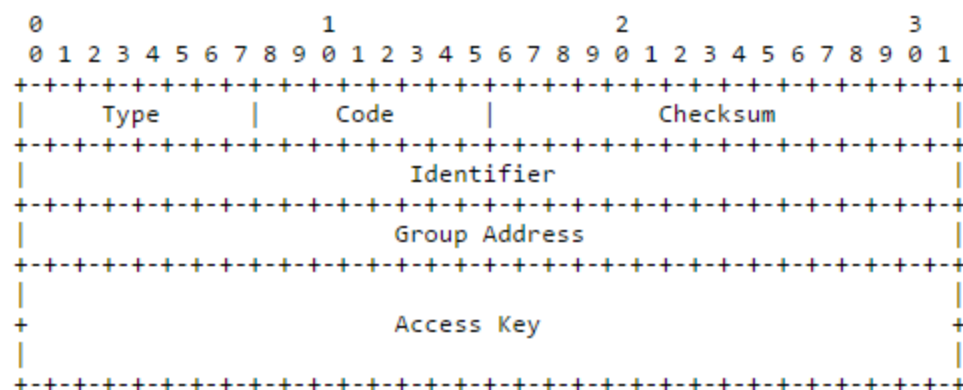 0                   1                   2                   3
 0 1 2 3 4 5 6 7 8 9 0 1 2 3 4 5 6 7 8 9 0 1 2 3 4 5 6 7 8 9 0 1
+-+-+-+-+-+-+-+-+-+-+-+-+-+-+-+-+-+-+-+-+-+-+-+-+-+-+-+-+-+-+-+-+
|     Type      |     Code      |           Checksum            |
+-+-+-+-+-+-+-+-+-+-+-+-+-+-+-+-+-+-+-+-+-+-+-+-+-+-+-+-+-+-+-+-+
|                          Identifier                           |
+-+-+-+-+-+-+-+-+-+-+-+-+-+-+-+-+-+-+-+-+-+-+-+-+-+-+-+-+-+-+-+-+
|                         Group Address                         |
+-+-+-+-+-+-+-+-+-+-+-+-+-+-+-+-+-+-+-+-+-+-+-+-+-+-+-+-+-+-+-+-+
|                                                               |
+                         Access Key                            +
|                                                               |
+-+-+-+-+-+-+-+-+-+-+-+-+-+-+-+-+-+-+-+-+-+-+-+-+-+-+-+-+-+-+-+-+